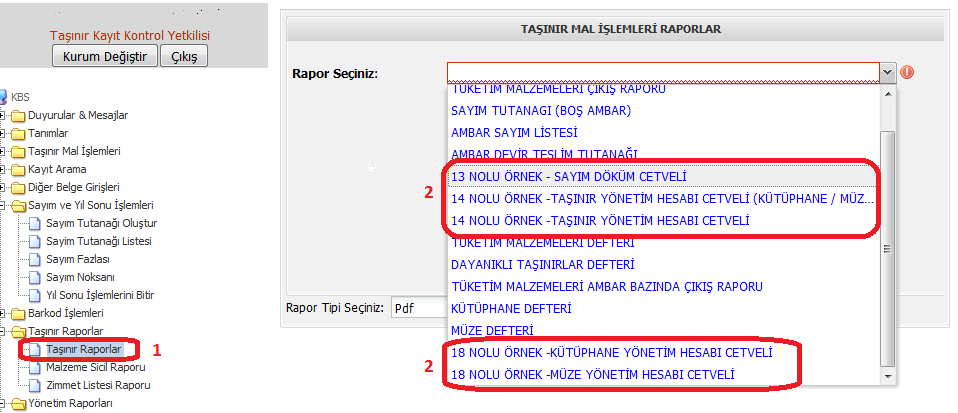 Taşınır Kayıt Kontrol Yetkilisi
Kurum Değiştir
Çıkış
KBS
Duyurular & Mesajlar
Tanımlar
Taşınır Mal İşlemleri
Kayıt Arama
Diğer Belge Girişleri
Sayım ve Yıl Sonu İşlemleri
Sayım Tutanağı Oluştur
Sayim Tutanağı Listesi
Sayım Fazlası
Sayım Noksanı
Yıl Sonu İşlemlerini Bitir
Barkod İşlemleri
Taşınır Raporlar
Taşınır Raporlar
1
Malzeme Sicil Raporu
Zimmet Listesi Raporu
Yönetim Raporları
TAŞINIR MAL İŞLEMLERİ RAPORLAR
Rapor Seçiniz:
TÜKETİM MALZEMELERİ ÇIKIŞ RAPORU
SAYIM TUTANAGI (BOŞ AMBAR)
AMBAR SAYIM LİSTESİ
AMBAR DEVİR TESLİM TUTANAĞI
2
13 NOLU ÖRNEK - SAYIM DÖKÜM CETVELİ
14 NOLU ÖRNEK -TAŞINIR YÖNETİM HESABI CETVELİ (KÜTÜPHANE / MÜZ...
14 NOLU ÖRNEK -TAŞINIR YÖNETİM HESABI CETVELİ
TÜKETİM MALZEMELERİ DEFTERİ
DAYANIKLI TAŞINIRLAR DEFTERİ
TÜKETİM MALZEMELERİ AMBAR BAZINDA ÇIKIŞ RAPORU
Rapor Tipi Seçiniz:
Pdf
KÜTÜPHANE DEFTERİ
MÜZE DEFTERİ
2
18 NOLU ÖRNEK -KÜTÜPHANE YÖNETİM HESABI CETVELİ
18 NOLU ÖRNEK -MÜZE YÖNETİM HESABI CETVELİ